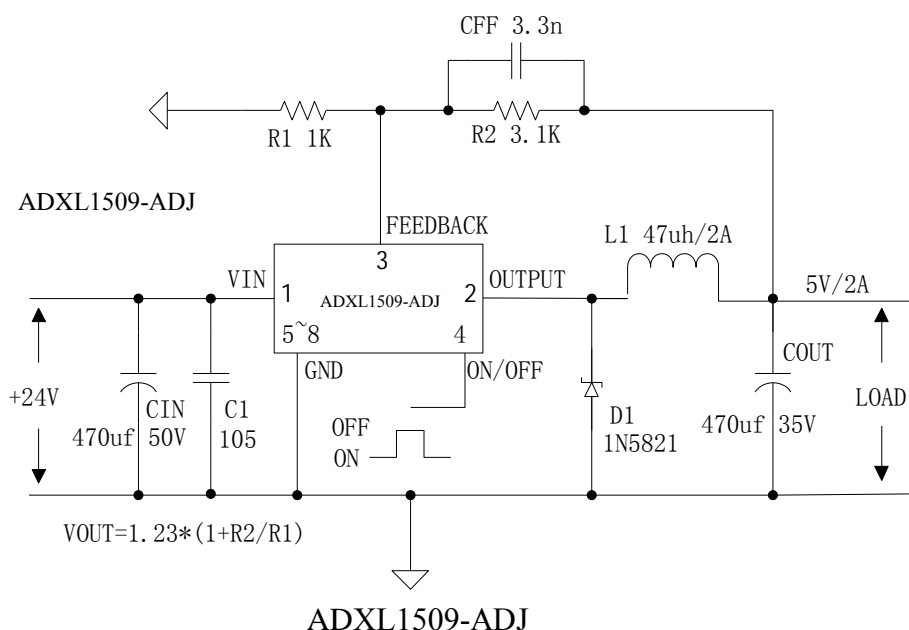 CFF 3.3n
R1 1K
R2 3.1K
ADXL1509-ADJ
FEEDBACK
3
L1 47uh/2A
VIN
1
ADXL1509-ADJ
2
OUTPUT
5V/2A
5~8
4
GND
ON/OFF
COUT
+24V
CIN
C1
LOAD
470uf
50V
105
OFF
ON
D1
1N5821
470uf
35V
VOUT=1.23*(1+R2/R1)
ADXL1509-ADJ